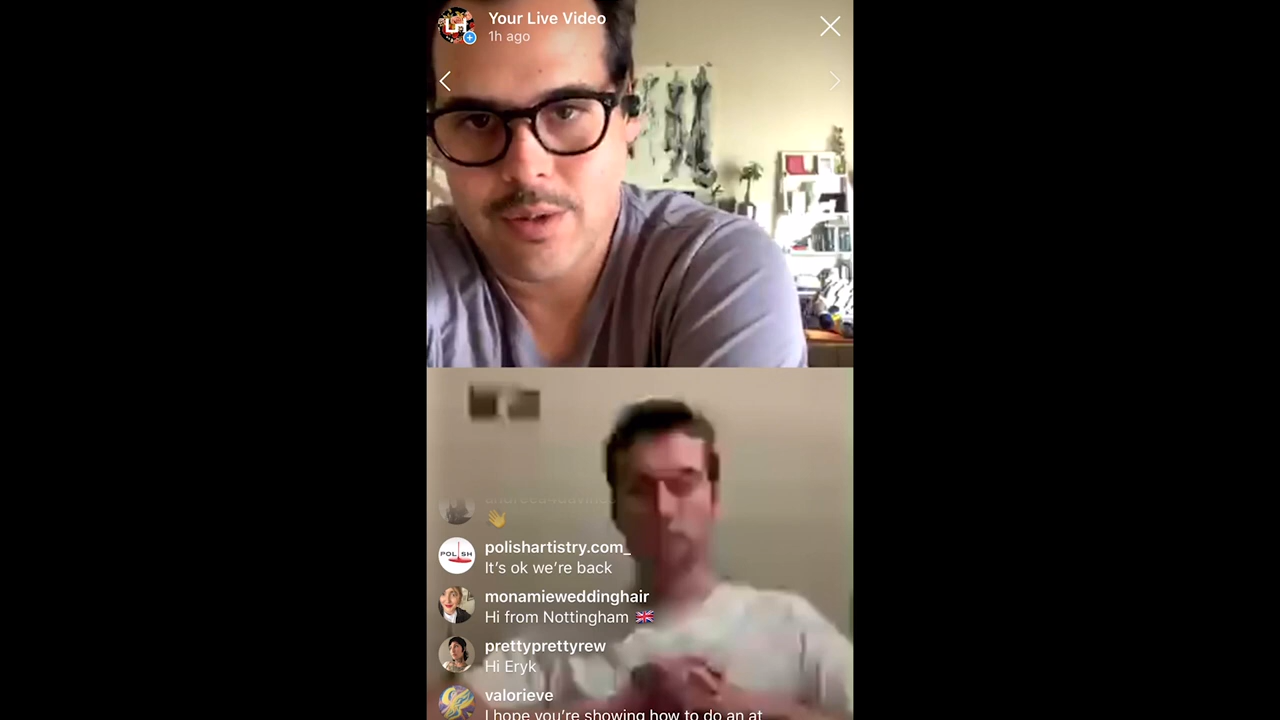 Your Live Video
1h ago
👋
polishartistry.com_
It's ok we're back
POLISH
monamieweddinghair
Hi from Nottingham 🇬🇧
prettyprettyrew
Hi Eryk
valorieve
I hope you're showing how to do an at